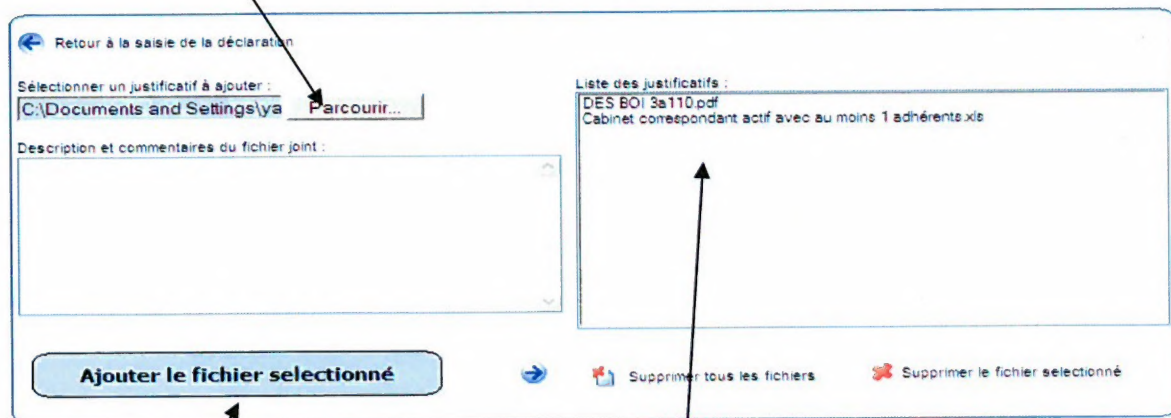 Retour à la saisie de la déclaration
Sélectionner un justificatif à ajouter :
C:\Documents and Settings\ya
Parcourir...
Description et commentaires du fichier joint :
Liste des justificatifs :
DES BOI 3a110.pdf
Cabinet correspondant actif avec au moins 1 adhérents.xls
Ajouter le fichier selectionné
Supprimer tous les fichiers
Supprimer le fichier selectionné